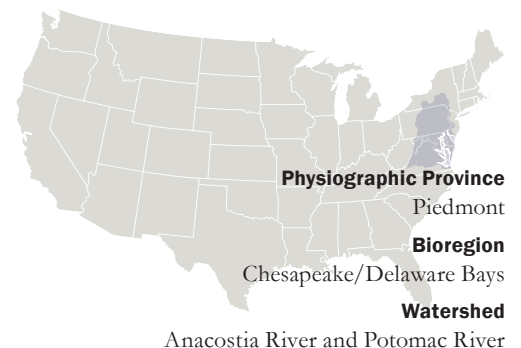 Physiographic Province
Piedmont
Bioregion
Chesapeake/Delaware Bays
Watershed
Anacostia River and Potomac River